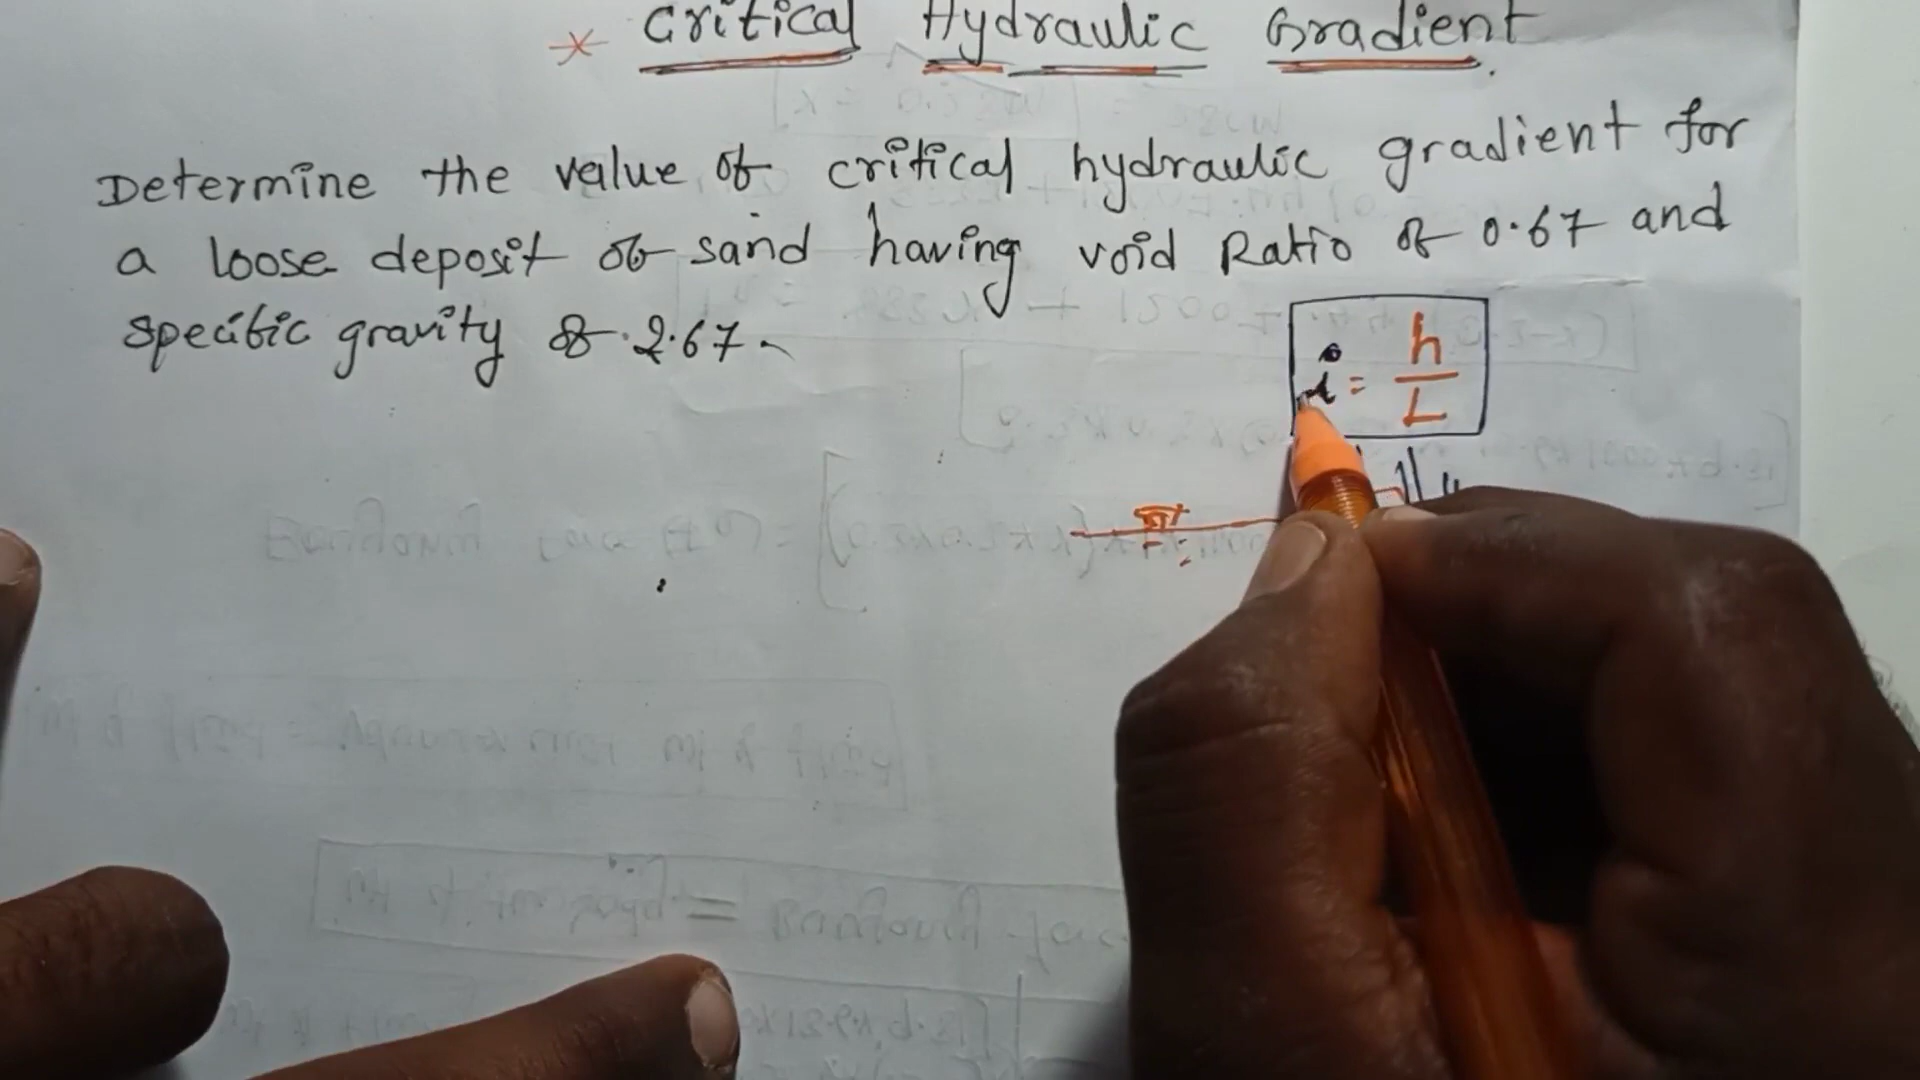 * Critical Hydraulic Gradient.
Determine the value of critical hydraulic gradient for
a loose deposit of sand having void Ratio of 0.67 and
specific gravity of 2.67.
i = h/L